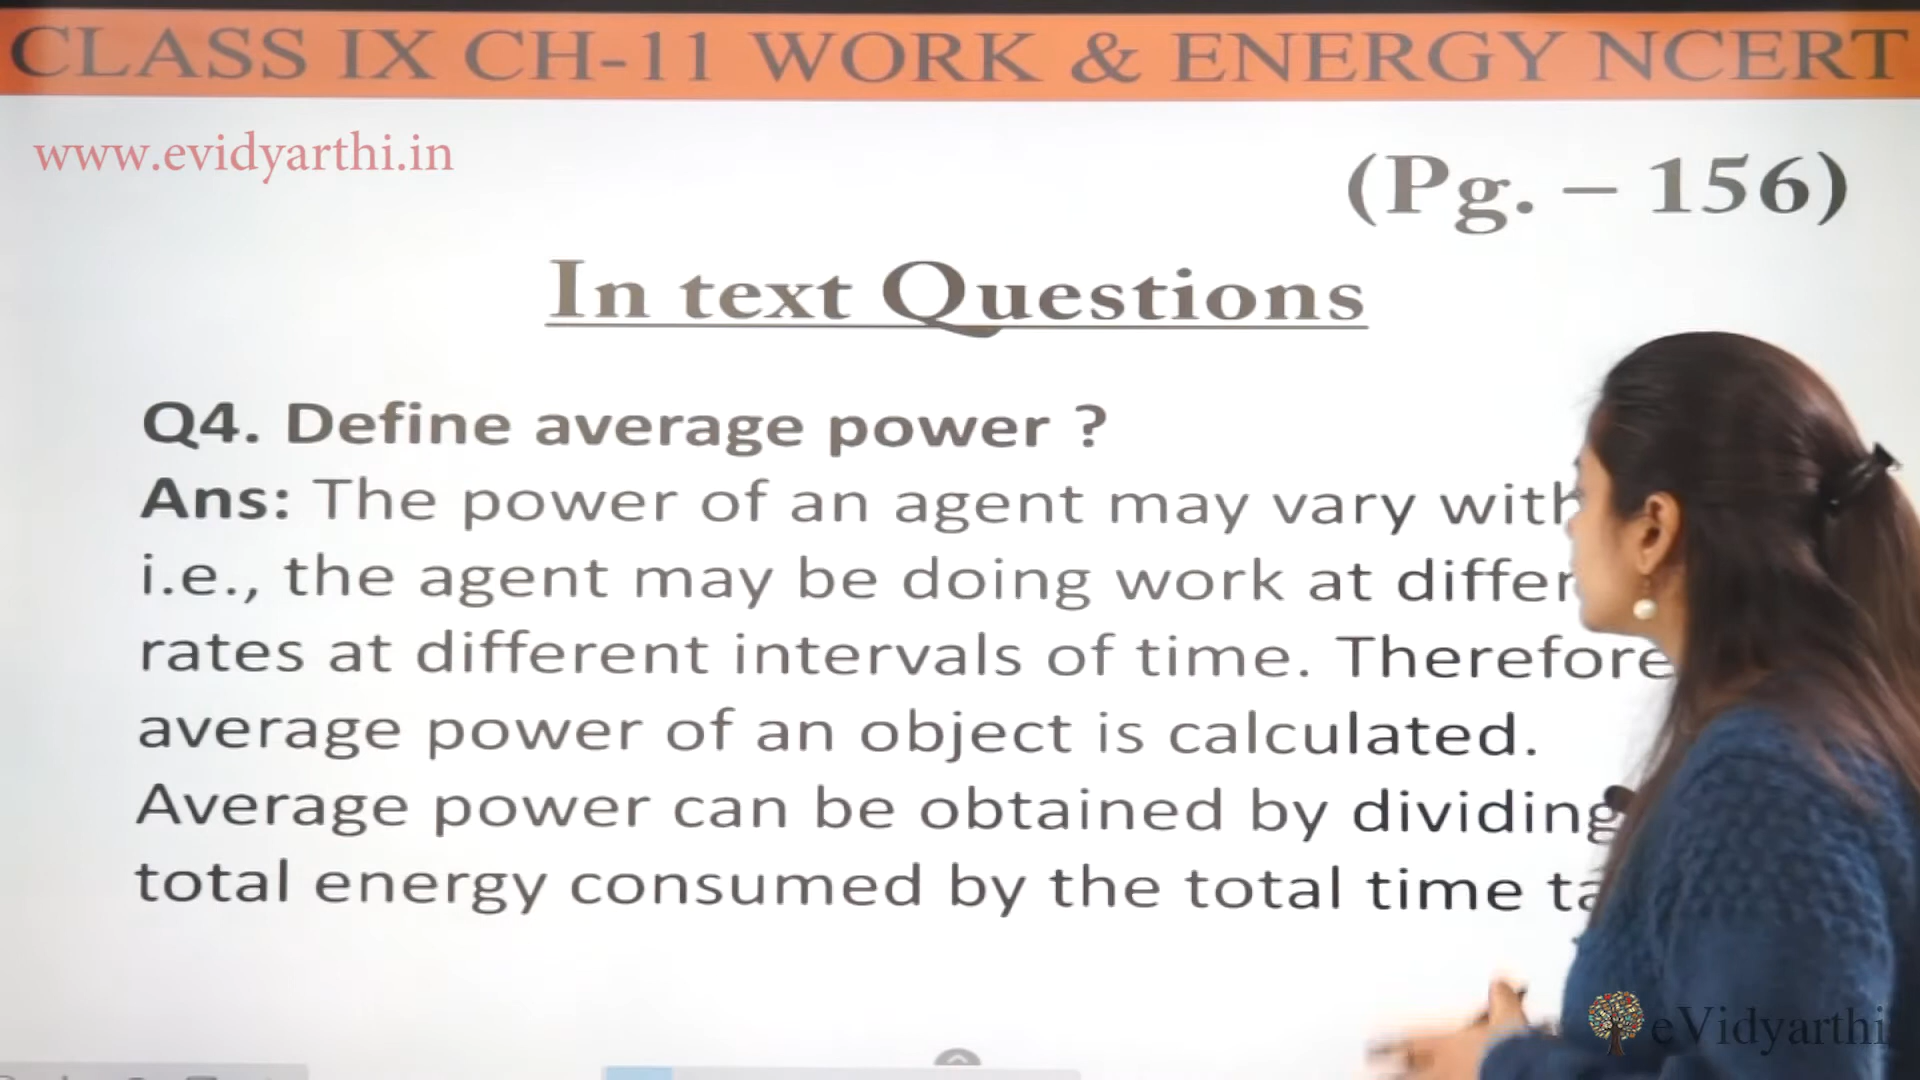 CLASS IX CH-11 WORK & ENERGY NCERT
www.evidyarthi.in
(Pg. – 156)
In text Questions
Q4. Define average power ?
Ans: The power of an agent may vary with
i.e., the agent may be doing work at
rates at different intervals of time. Therefore
average power of an object is calculated.
Average power can be obtained by dividing
total energy consumed by the total time
eVidyarthi